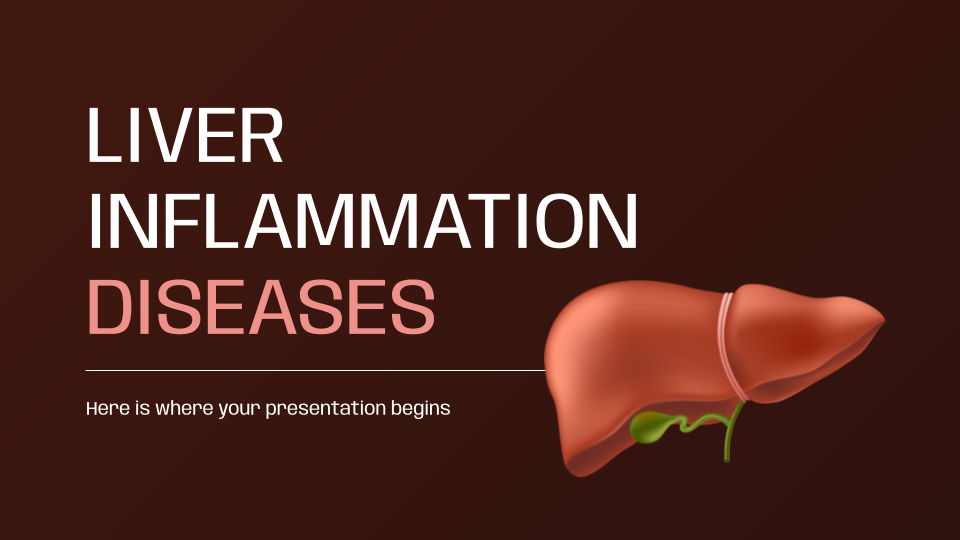 LIVER
INFLAMMATION
DISEASES
Here is where your presentation begins